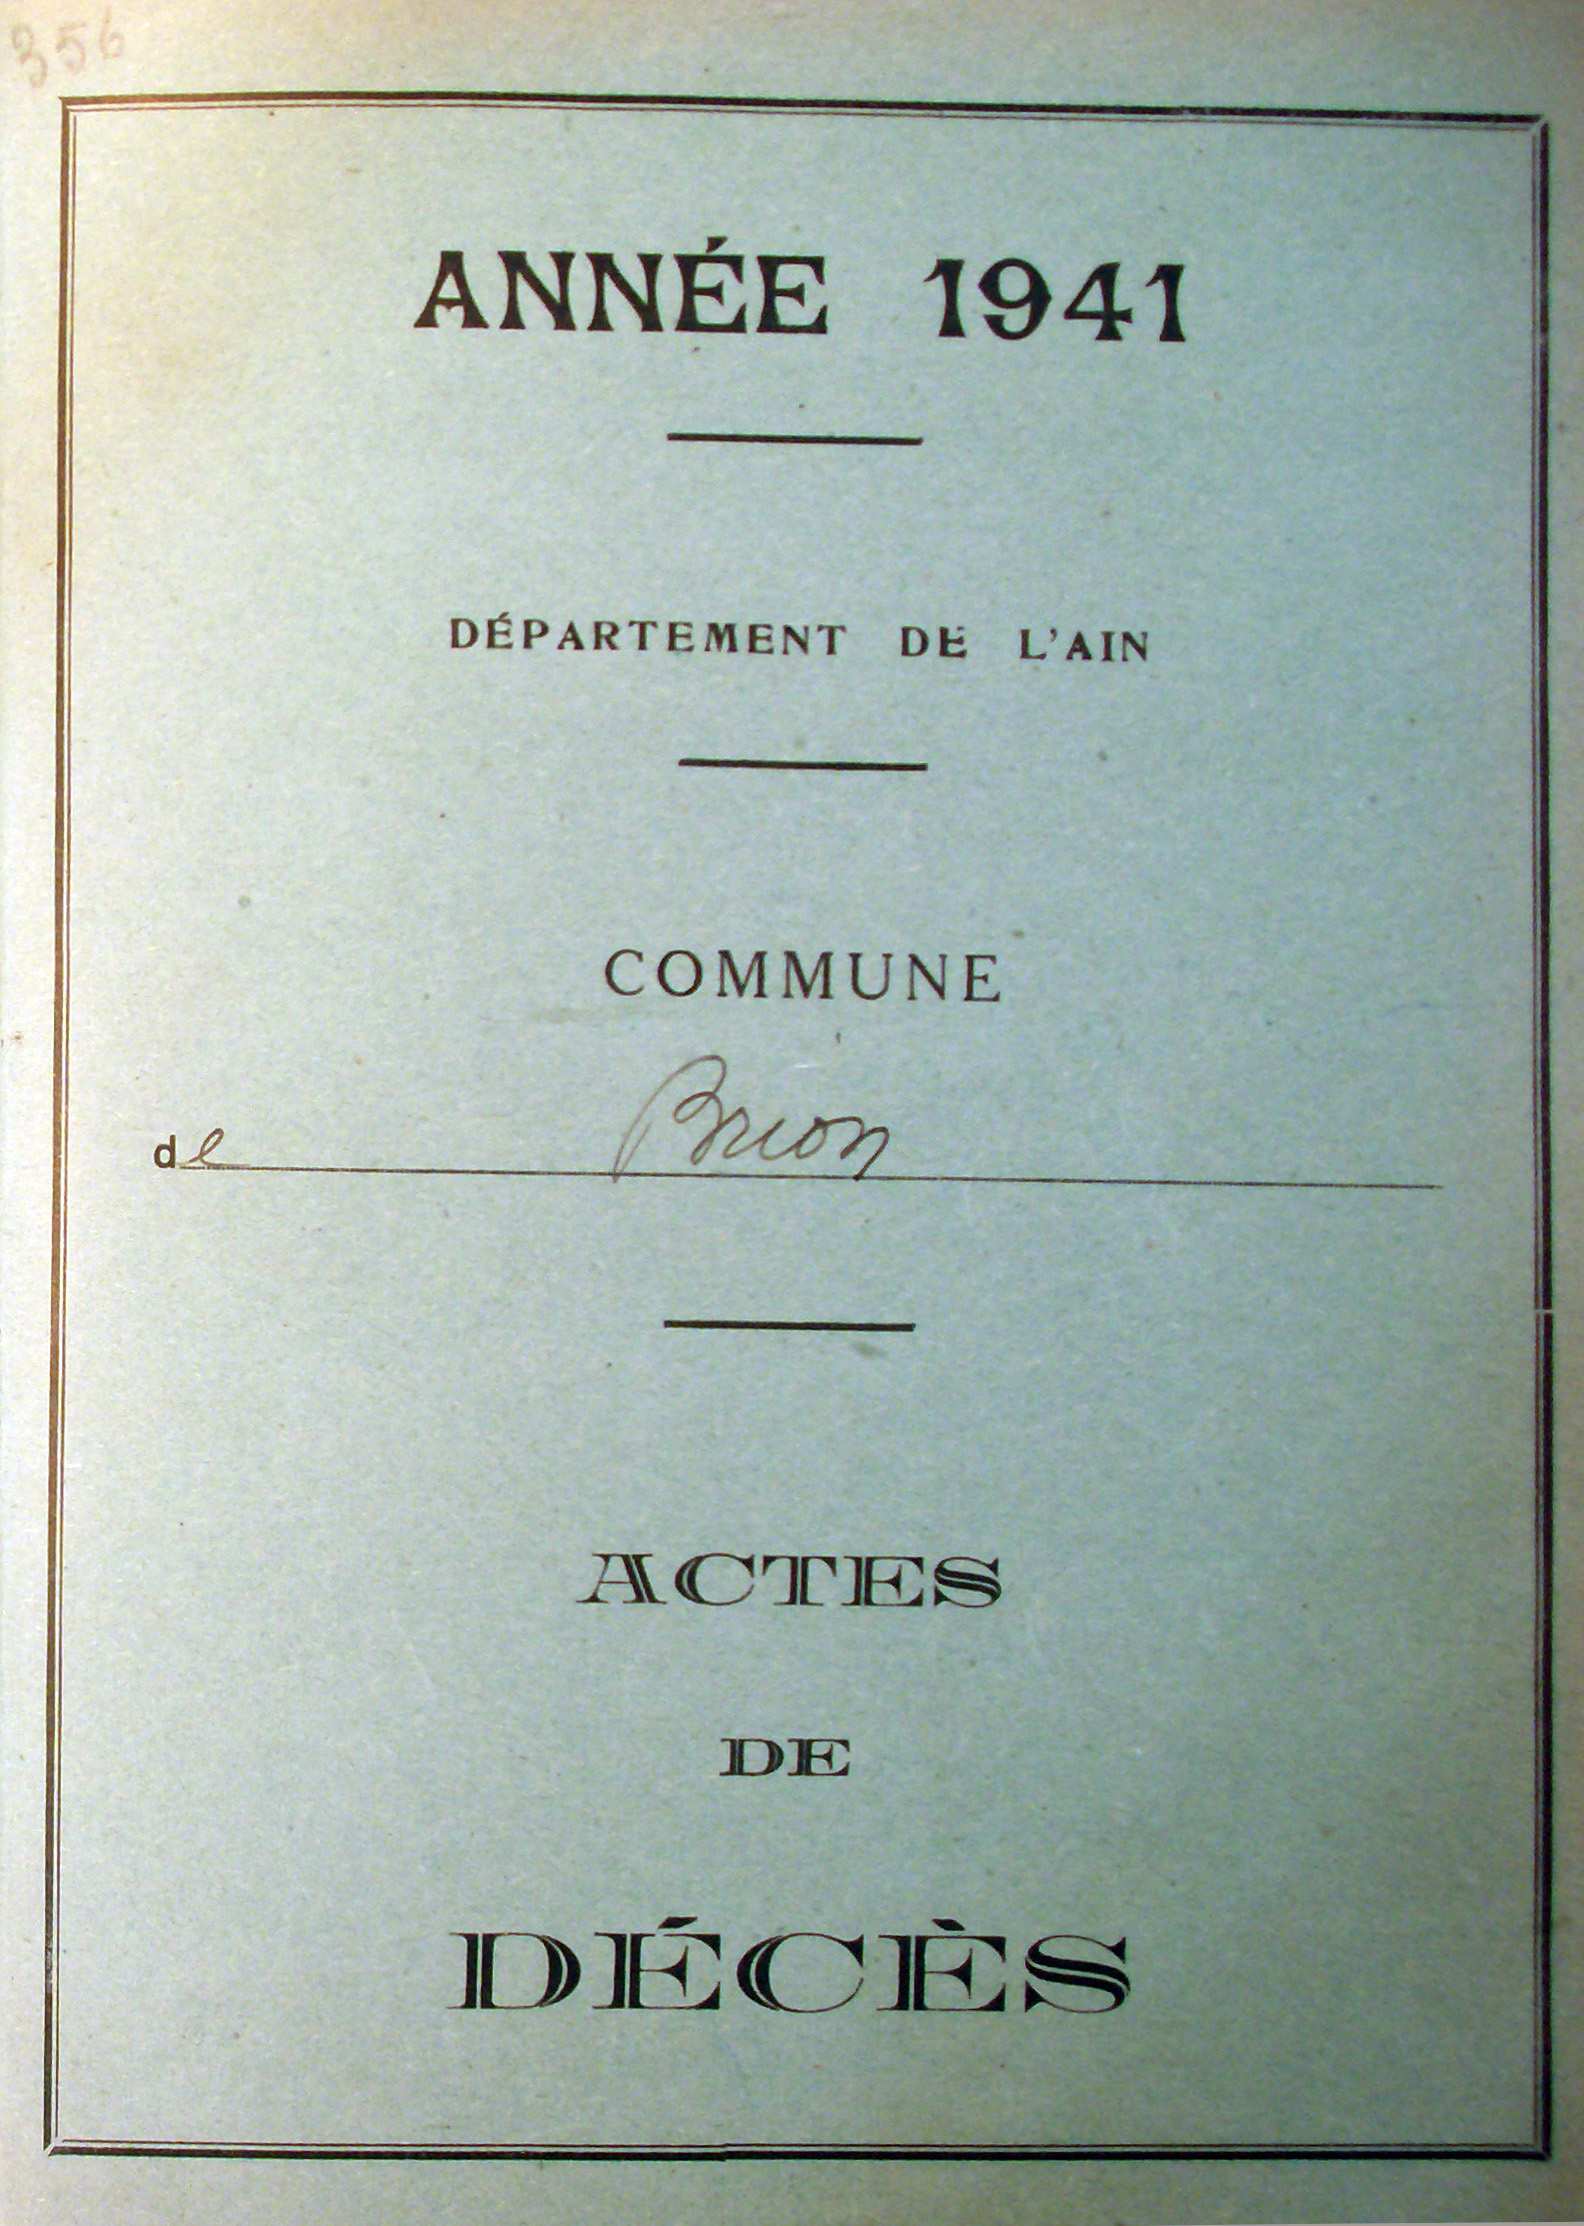 356
ANNÉE 1941
DÉPARTEMENT DE L'AIN
COMMUNE
de Brion
ACTES
DE
DÉCÈS